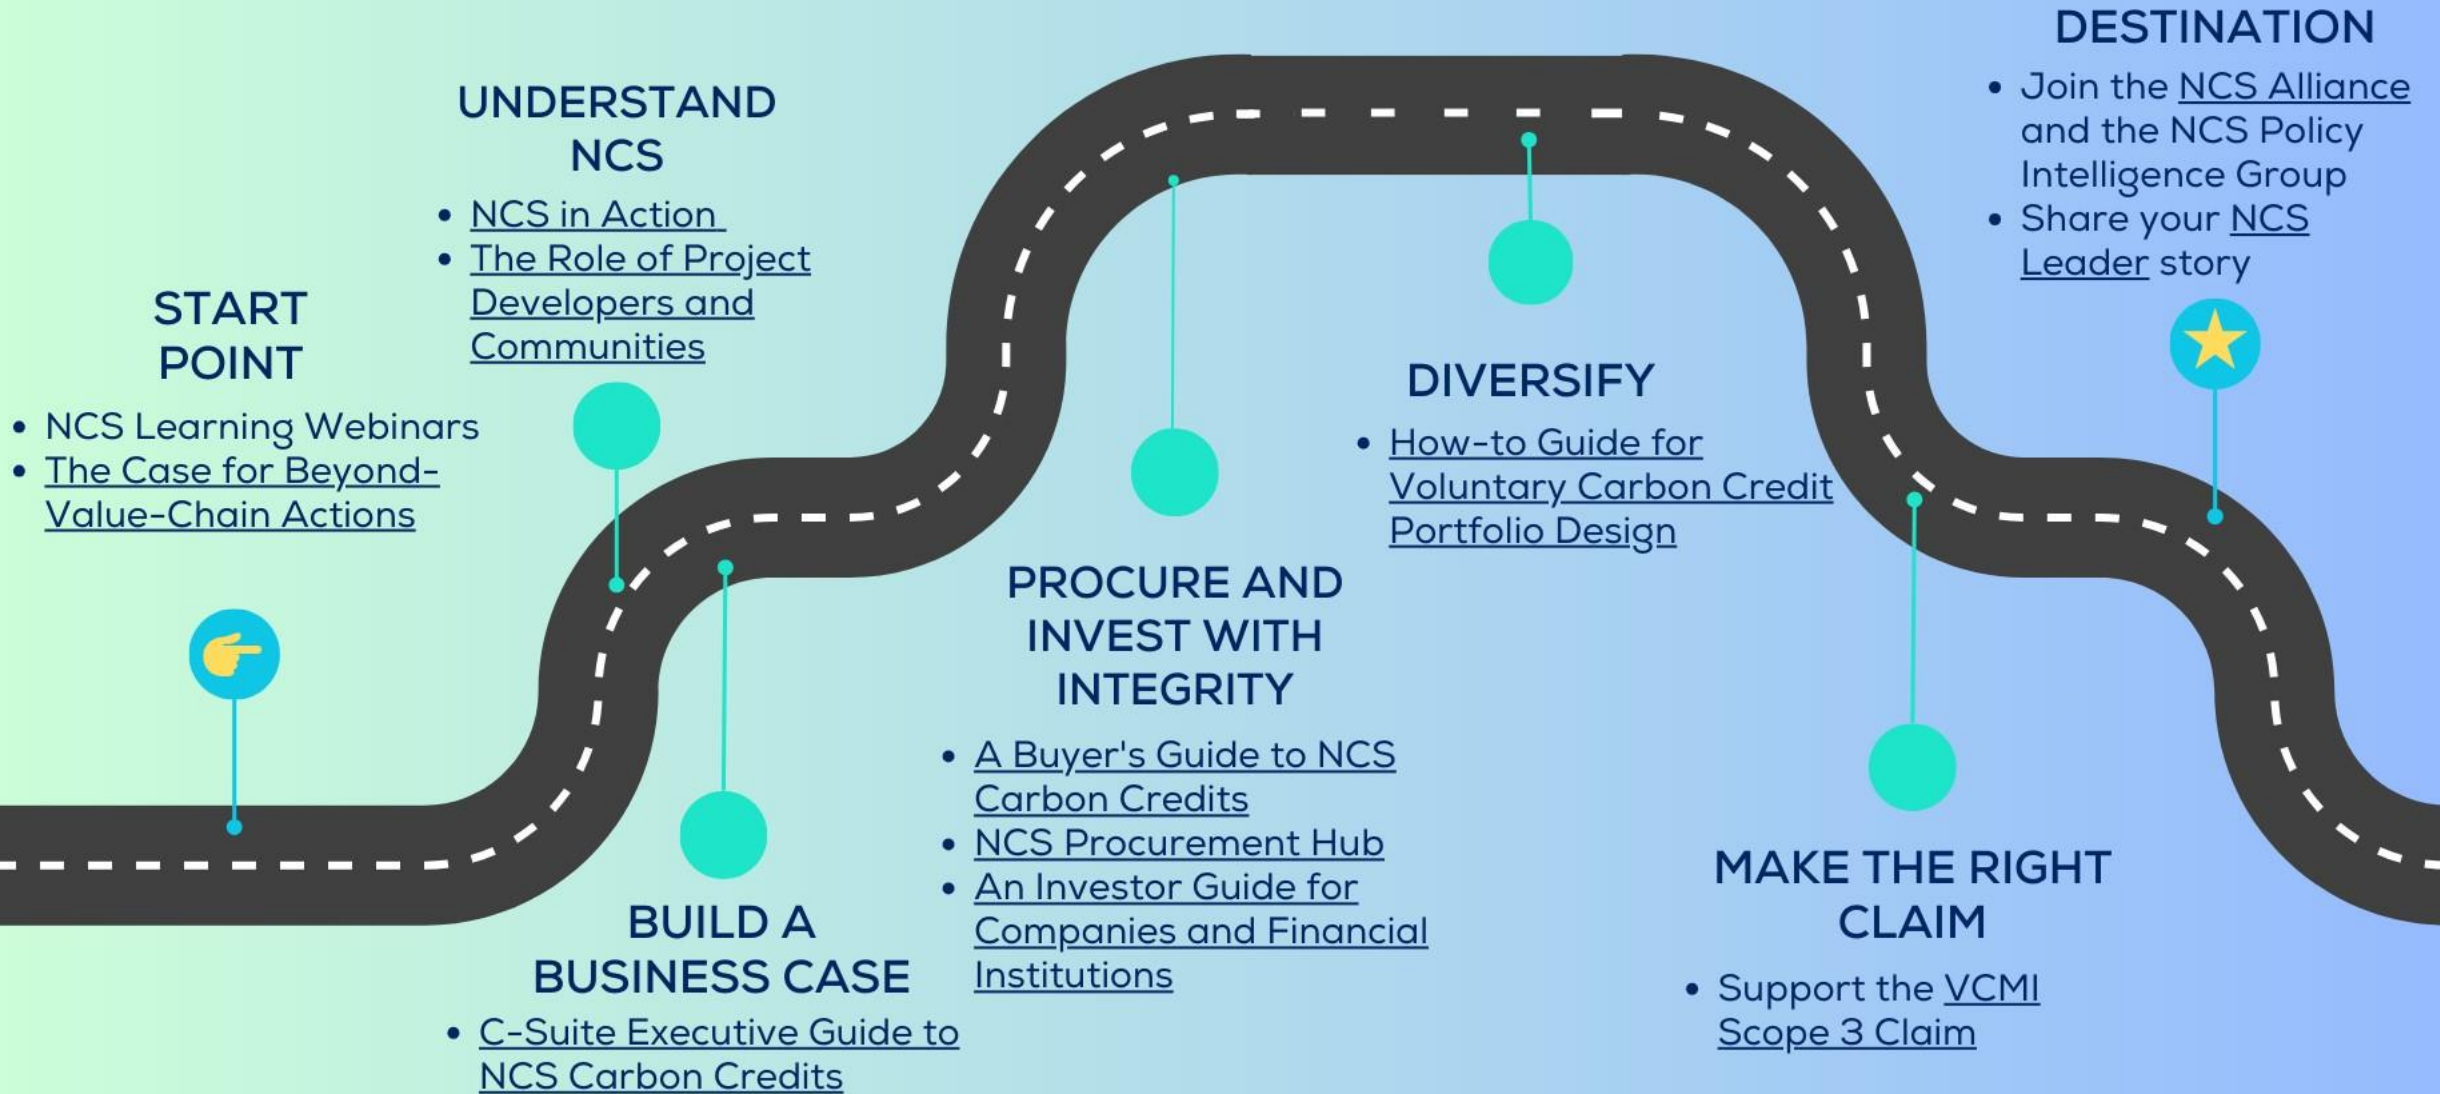 START
POINT
• NCS Learning Webinars
• The Case for Beyond-
Value-Chain Actions
UNDERSTAND
NCS
• NCS in Action
• The Role of Project
Developers and
Communities
BUILD A
BUSINESS CASE
• C-Suite Executive Guide to
NCS Carbon Credits
PROCURE AND
INVEST WITH
INTEGRITY
• A Buyer's Guide to NCS
Carbon Credits
• NCS Procurement Hub
• An Investor Guide for
Companies and Financial
Institutions
DIVERSIFY
• How-to Guide for
Voluntary Carbon Credit
Portfolio Design
MAKE THE RIGHT
CLAIM
• Support the VCMI
Scope 3 Claim
DESTINATION
• Join the NCS Alliance
and the NCS Policy
Intelligence Group
• Share your NCS
Leader story